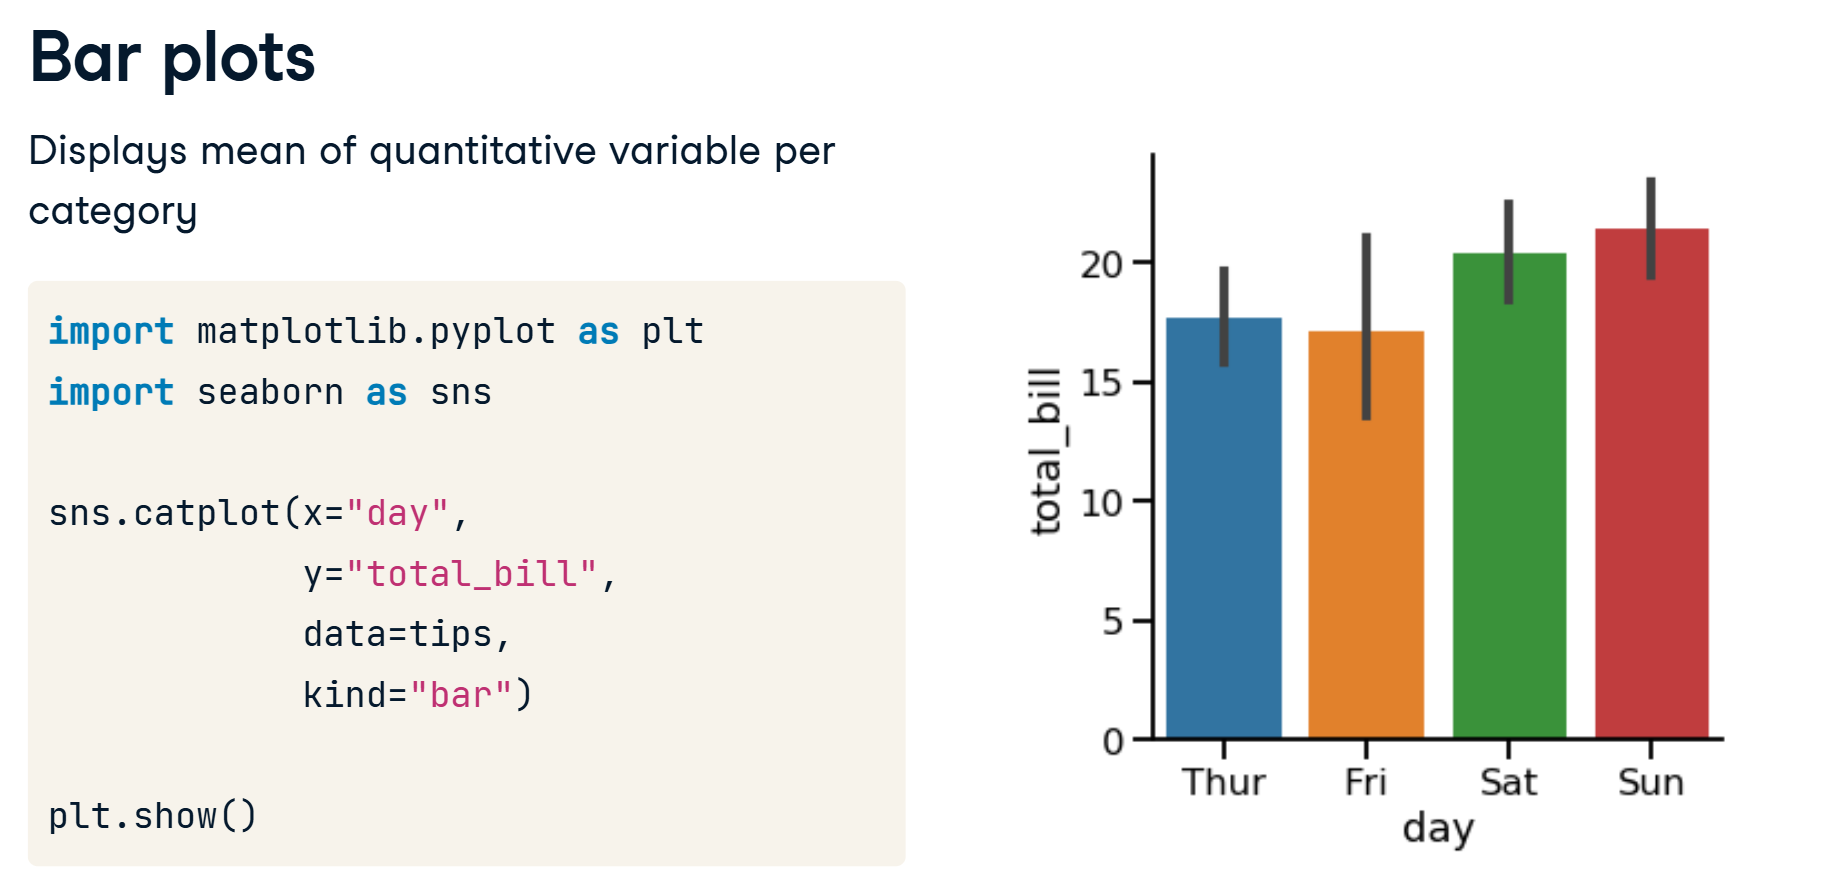 Bar plots
Displays mean of quantitative variable per
category
import matplotlib.pyplot as plt
import seaborn as sns
sns.catplot(x="day",
            y="total_bill",
            data=tips,
            kind="bar")
plt.show()
total_bill
20
15
10
5
0
Thur Fri Sat Sun
day